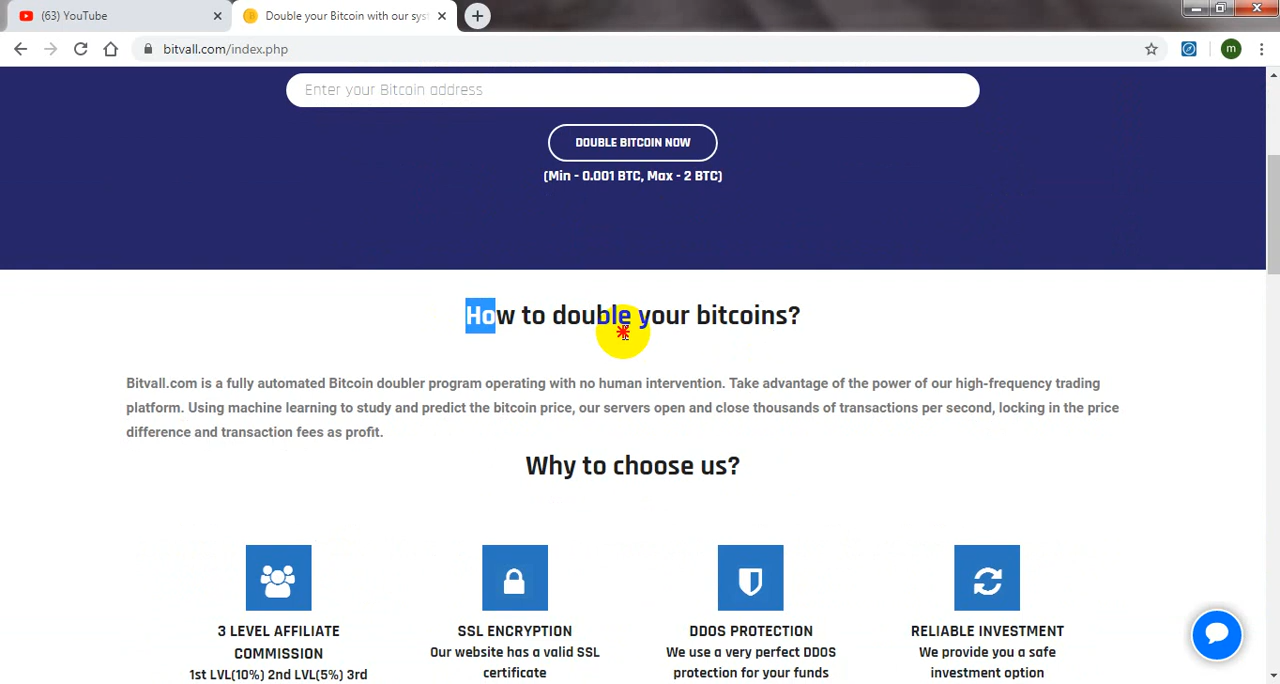 (63) YouTube
Double your Bitcoin with our syst
bitvall.com/index.php
m
Enter your Bitcoin address
DOUBLE BITCOIN NOW
(Min - 0.001 BTC, Max - 2 BTC)
How to double your bitcoins?
Bitvall.com is a fully automated Bitcoin doubler program operating with no human intervention. Take advantage of the power of our high-frequency trading
platform. Using machine learning to study and predict the bitcoin price, our servers open and close thousands of transactions per second, locking in the price
difference and transaction fees as profit.
Why to choose us?
3 LEVEL AFFILIATE
COMMISSION
1st LVL(10%) 2nd LVL(5%) 3rd
SSL ENCRYPTION
Our website has a valid SSL
certificate
DDOS PROTECTION
We use a very perfect DDOS
protection for your funds
RELIABLE INVESTMENT
We provide you a safe
investment option